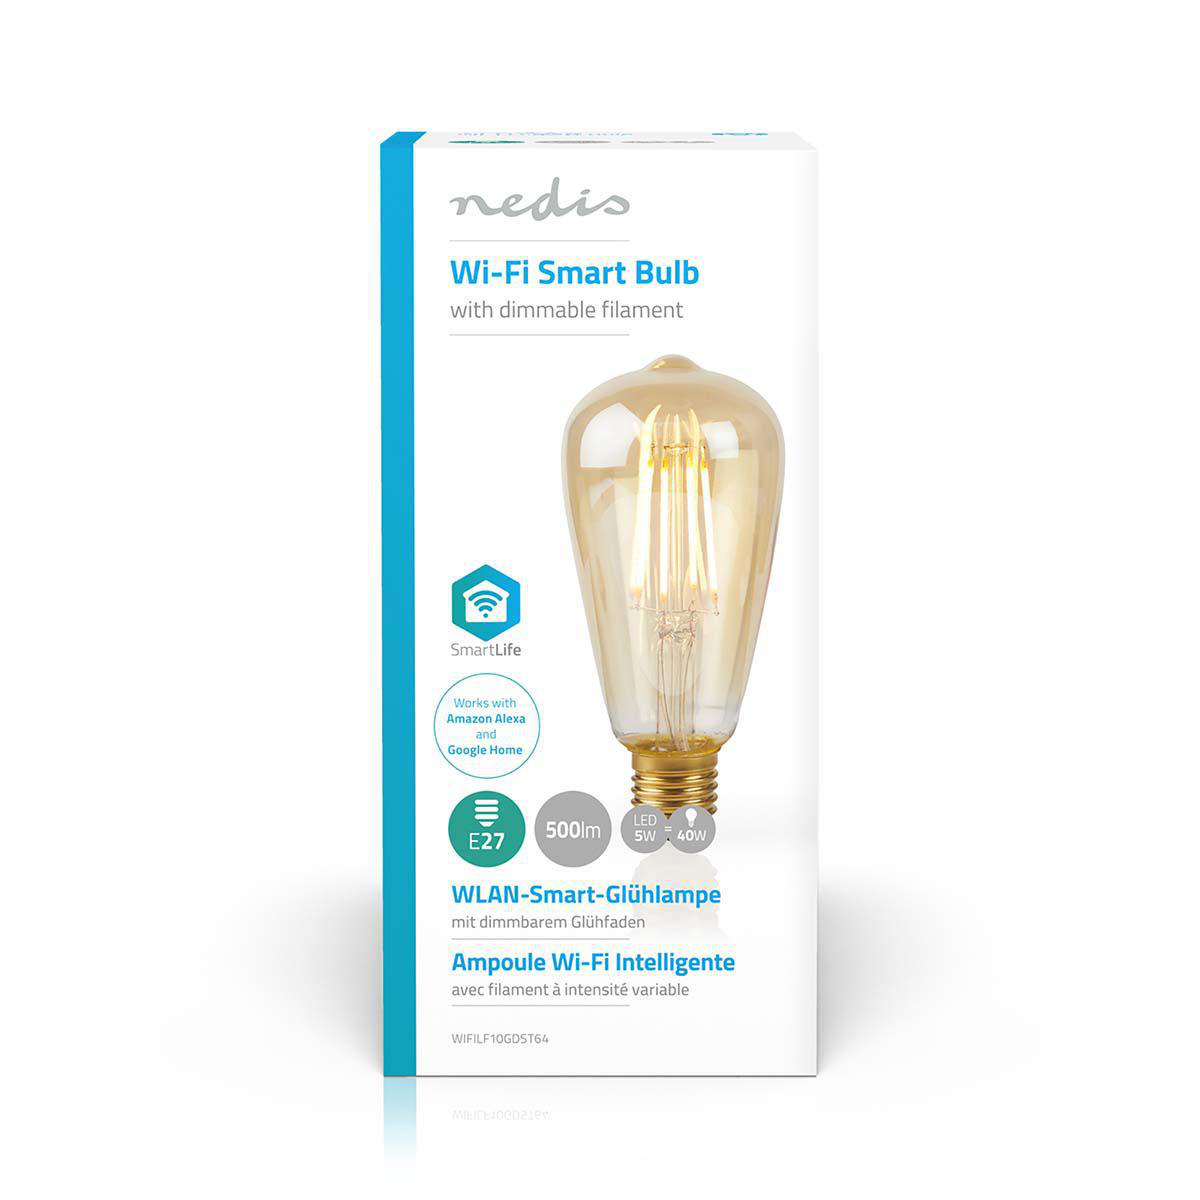 nedis
Wi-Fi Smart Bulb
with dimmable filament
SmartLife
Works with
Amazon Alexa
and
Google Home
E27
500lm
LED
5W
=
40W
WLAN-Smart-Glühlampe
mit dimmbarem Glühfaden
Ampoule Wi-Fi Intelligente
avec filament à intensité variable
WIFILF10GDST64